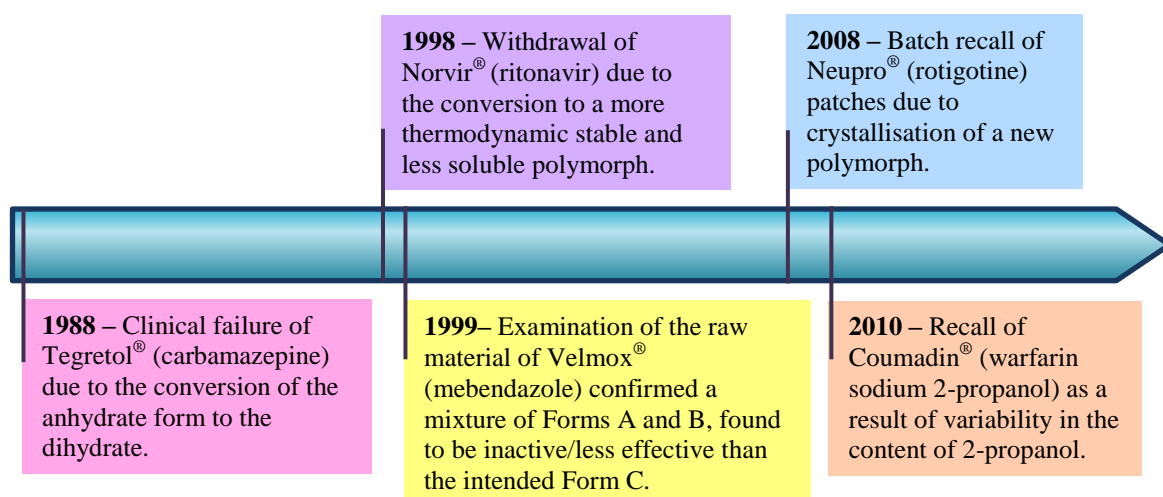 1998 – Withdrawal of
Norvir® (ritonavir) due to
the conversion to a more
thermodynamic stable and
less soluble polymorph.
2008 – Batch recall of
Neupro® (rotigotine)
patches due to
crystallisation of a new
polymorph.
1988 – Clinical failure of
Tegretol® (carbamazepine)
due to the conversion of the
anhydrate form to the
dihydrate.
1999– Examination of the raw
material of Velmox®
(mebendazole) confirmed a
mixture of Forms A and B, found
to be inactive/less effective than
the intended Form C.
2010 – Recall of
Coumadin® (warfarin
sodium 2-propanol) as a
result of variability in the
content of 2-propanol.